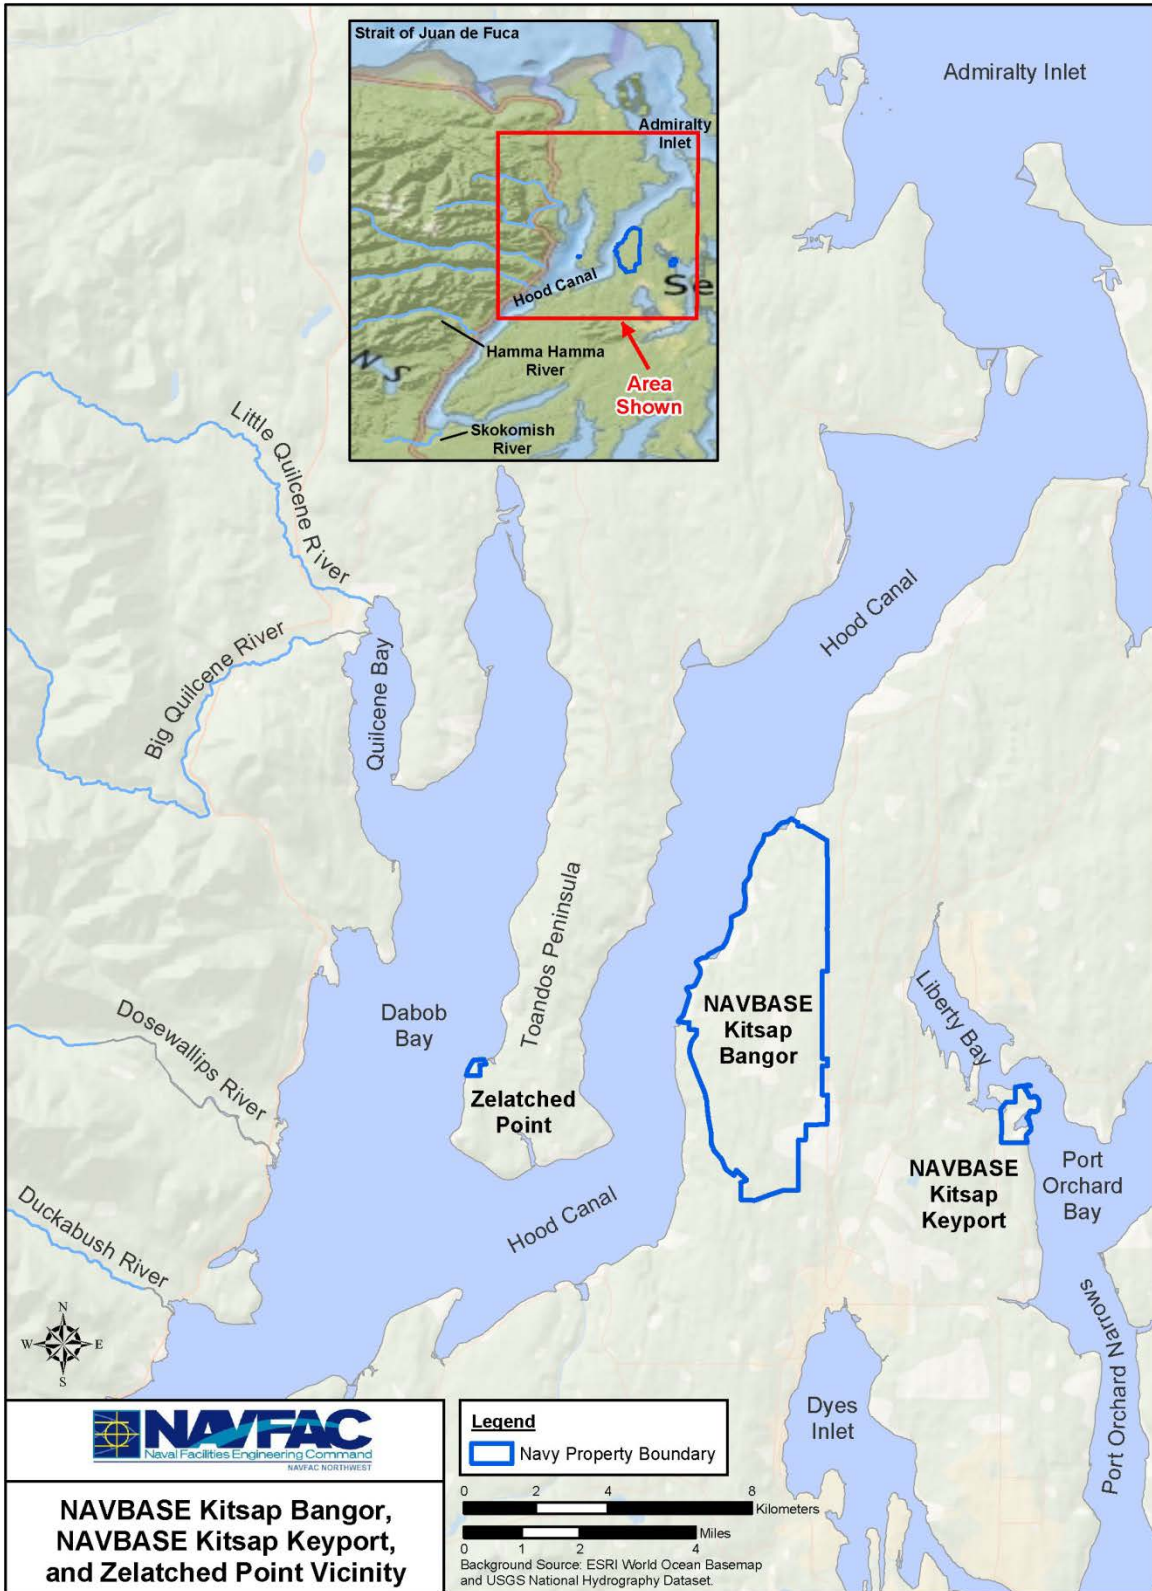 Strait of Juan de Fuca
Admiralty
Inlet
Hood Canal
Se
N S
Hamma Hamma
River
Area
Shown
Skokomish
River
Admiralty Inlet
Little Quilcene River
Big Quilcene River
Quilcene Bay
Hood Canal
Toandos Peninsula
Dabob
Bay
Zelatched
Point
NAVBASE
Kitsap
Bangor
Liberty Bay
NAVBASE
Kitsap
Keyport
Port
Orchard
Bay
Dosewallips River
Duckabush River
Hood Canal
Port Orchard Narrows
Dyes
Inlet
N
W E
S
NAVFAC
Naval Facilities Engineering Command
NAVFAC NORTHWEST
NAVBASE Kitsap Bangor,
NAVBASE Kitsap Keyport,
and Zelatched Point Vicinity
Legend
Navy Property Boundary
0 2 4 8
Kilometers
Miles
0 1 2 4
Background Source: ESRI World Ocean Basemap
and USGS National Hydrography Dataset.